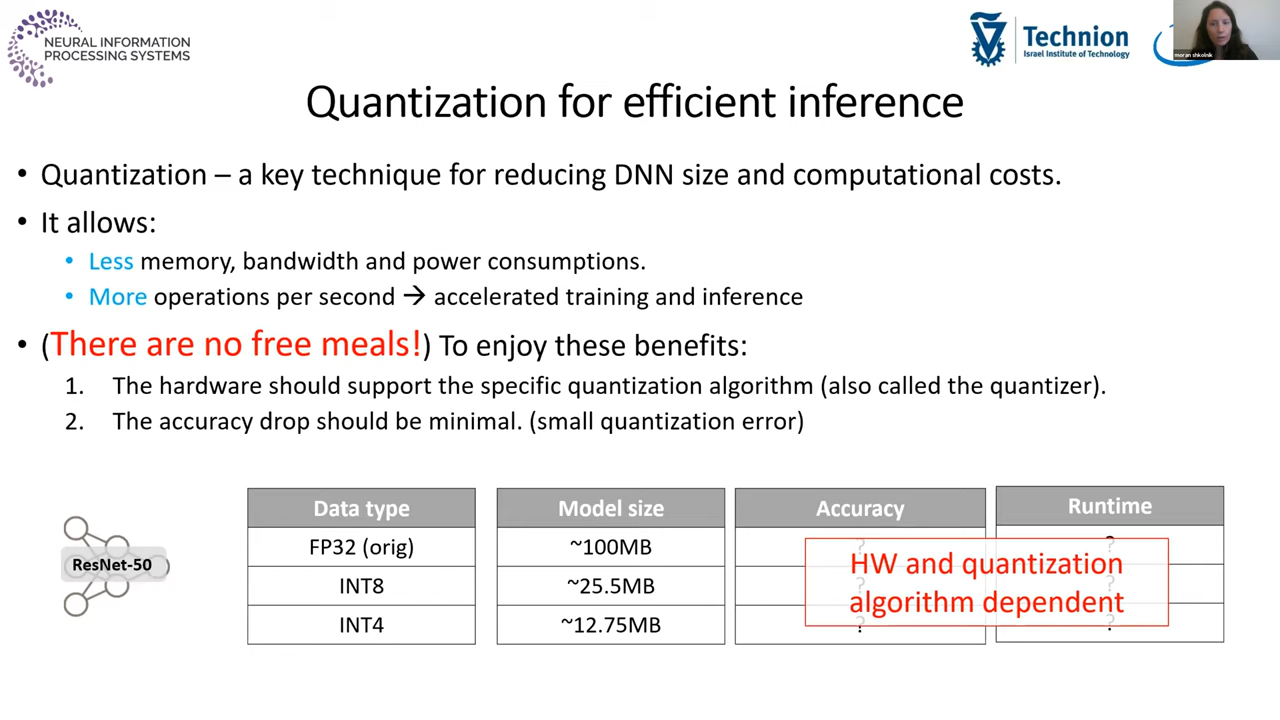 NEURAL INFORMATION
PROCESSING SYSTEMS
Technion
Israel Institute of Technology
moran shkolnik
Quantization for efficient inference
• Quantization – a key technique for reducing DNN size and computational costs.
• It allows:
• Less memory, bandwidth and power consumptions.
• More operations per second → accelerated training and inference
• (There are no free meals!) To enjoy these benefits:
1. The hardware should support the specific quantization algorithm (also called the quantizer).
2. The accuracy drop should be minimal. (small quantization error)
ResNet-50
Data type Model size Accuracy Runtime
FP32 (orig) ~100MB ? ?
INT8 ~25.5MB ? ?
INT4 ~12.75MB ? ?
HW and quantization
algorithm dependent